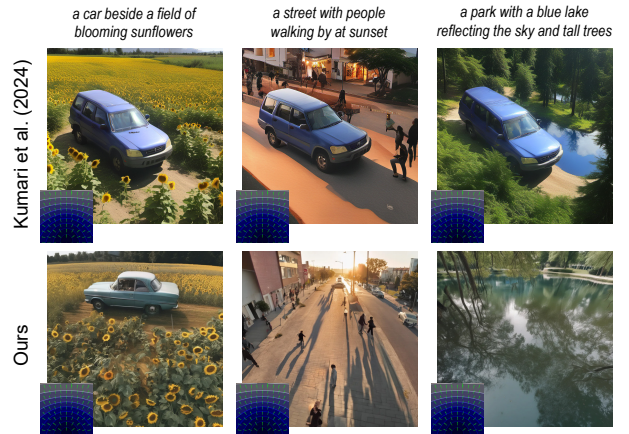 a car beside a field of
blooming sunflowers
a street with people
walking by at sunset
a park with a blue lake
reflecting the sky and tall trees
Kumari et al. (2024)
Ours